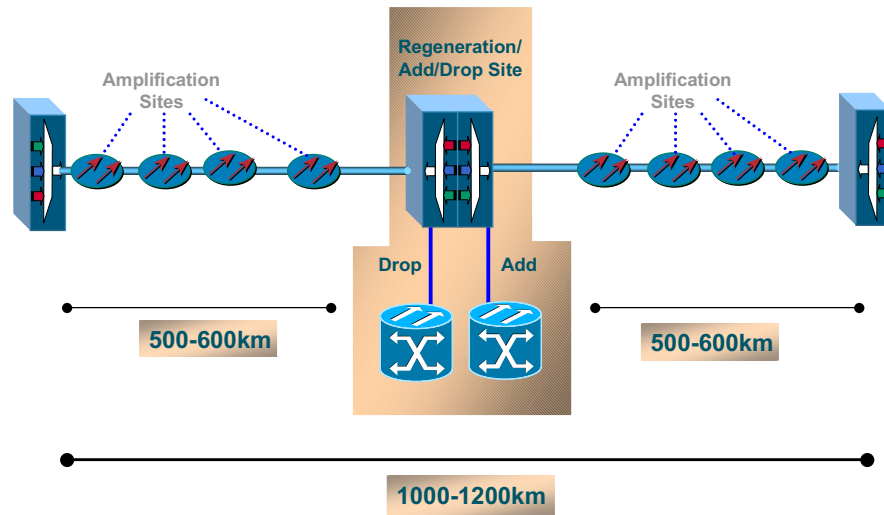 Regeneration/
Add/Drop Site
Amplification
Sites
Amplification
Sites
Drop
Add
500-600km
500-600km
1000-1200km